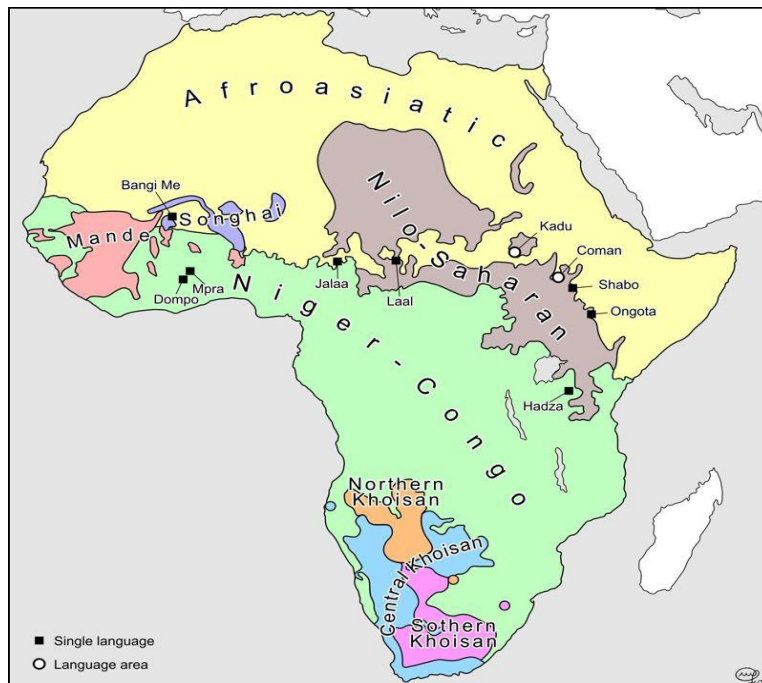 Afroasiatic
Bangi Me
Songhai
Nilo-Saharan
Kadu
Mande
Coman
Shabo
Mpra
Jalaa
Laal
Dompo
Ongota
Niger-Congo
Hadza
Northern
Khoisan
Central Khoisan
Sothern
Khoisan
Single language
Language area